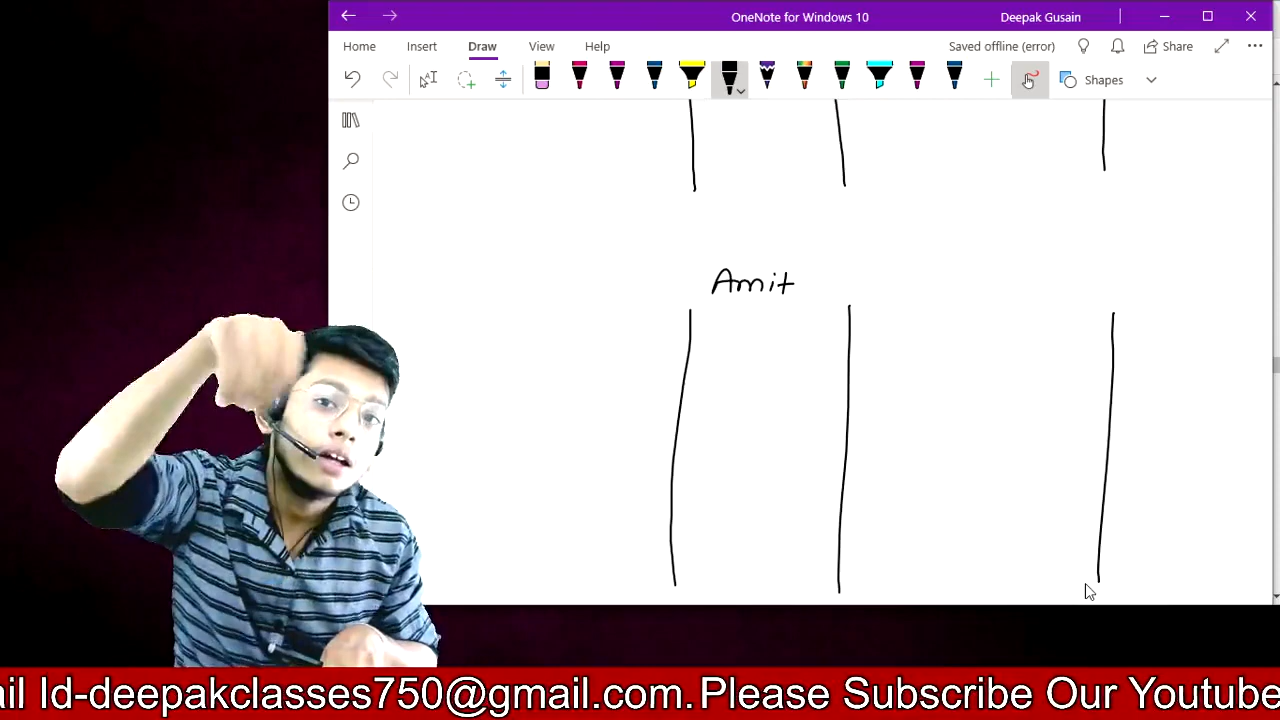 OneNote for Windows 10
Deepak Gusain
Home Insert Draw View Help
Saved offline (error)
Share
Shapes
Amit
ail Id-deepakclasses750@gmail.com.Please Subscribe Our Youtube